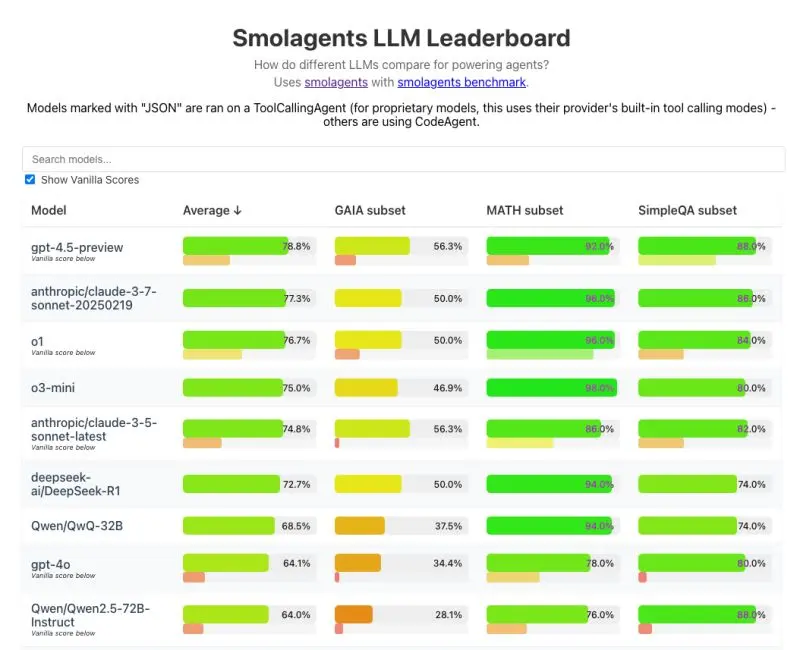 Smolagents LLM Leaderboard
How do different LLMs compare for powering agents?
Uses smolagents with smolagents benchmark.
Models marked with "JSON" are ran on a ToolCallingAgent (for proprietary models, this uses their provider's built-in tool calling modes) -
others are using CodeAgent.
Search models...
Show Vanilla Scores
Model Average ↓ GAIA subset MATH subset SimpleQA subset
gpt-4.5-preview 78.8% 56.3% 92.0% 88.0%
Vanilla score below
anthropic/claude-3-7-
sonnet-20250219 77.3% 50.0% 96.0% 86.0%
o1 76.7% 50.0% 96.0% 84.0%
Vanilla score below
o3-mini 75.0% 46.9% 98.0% 80.0%
anthropic/claude-3-5-
sonnet-latest 74.8% 56.3% 86.0% 82.0%
Vanilla score below
deepseek-
ai/DeepSeek-R1 72.7% 50.0% 94.0% 74.0%
Qwen/QwQ-32B 68.5% 37.5% 94.0% 74.0%
gpt-4o 64.1% 34.4% 78.0% 80.0%
Vanilla score below
Qwen/Qwen2.5-72B-
Instruct 64.0% 28.1% 76.0% 88.0%
Vanilla score below